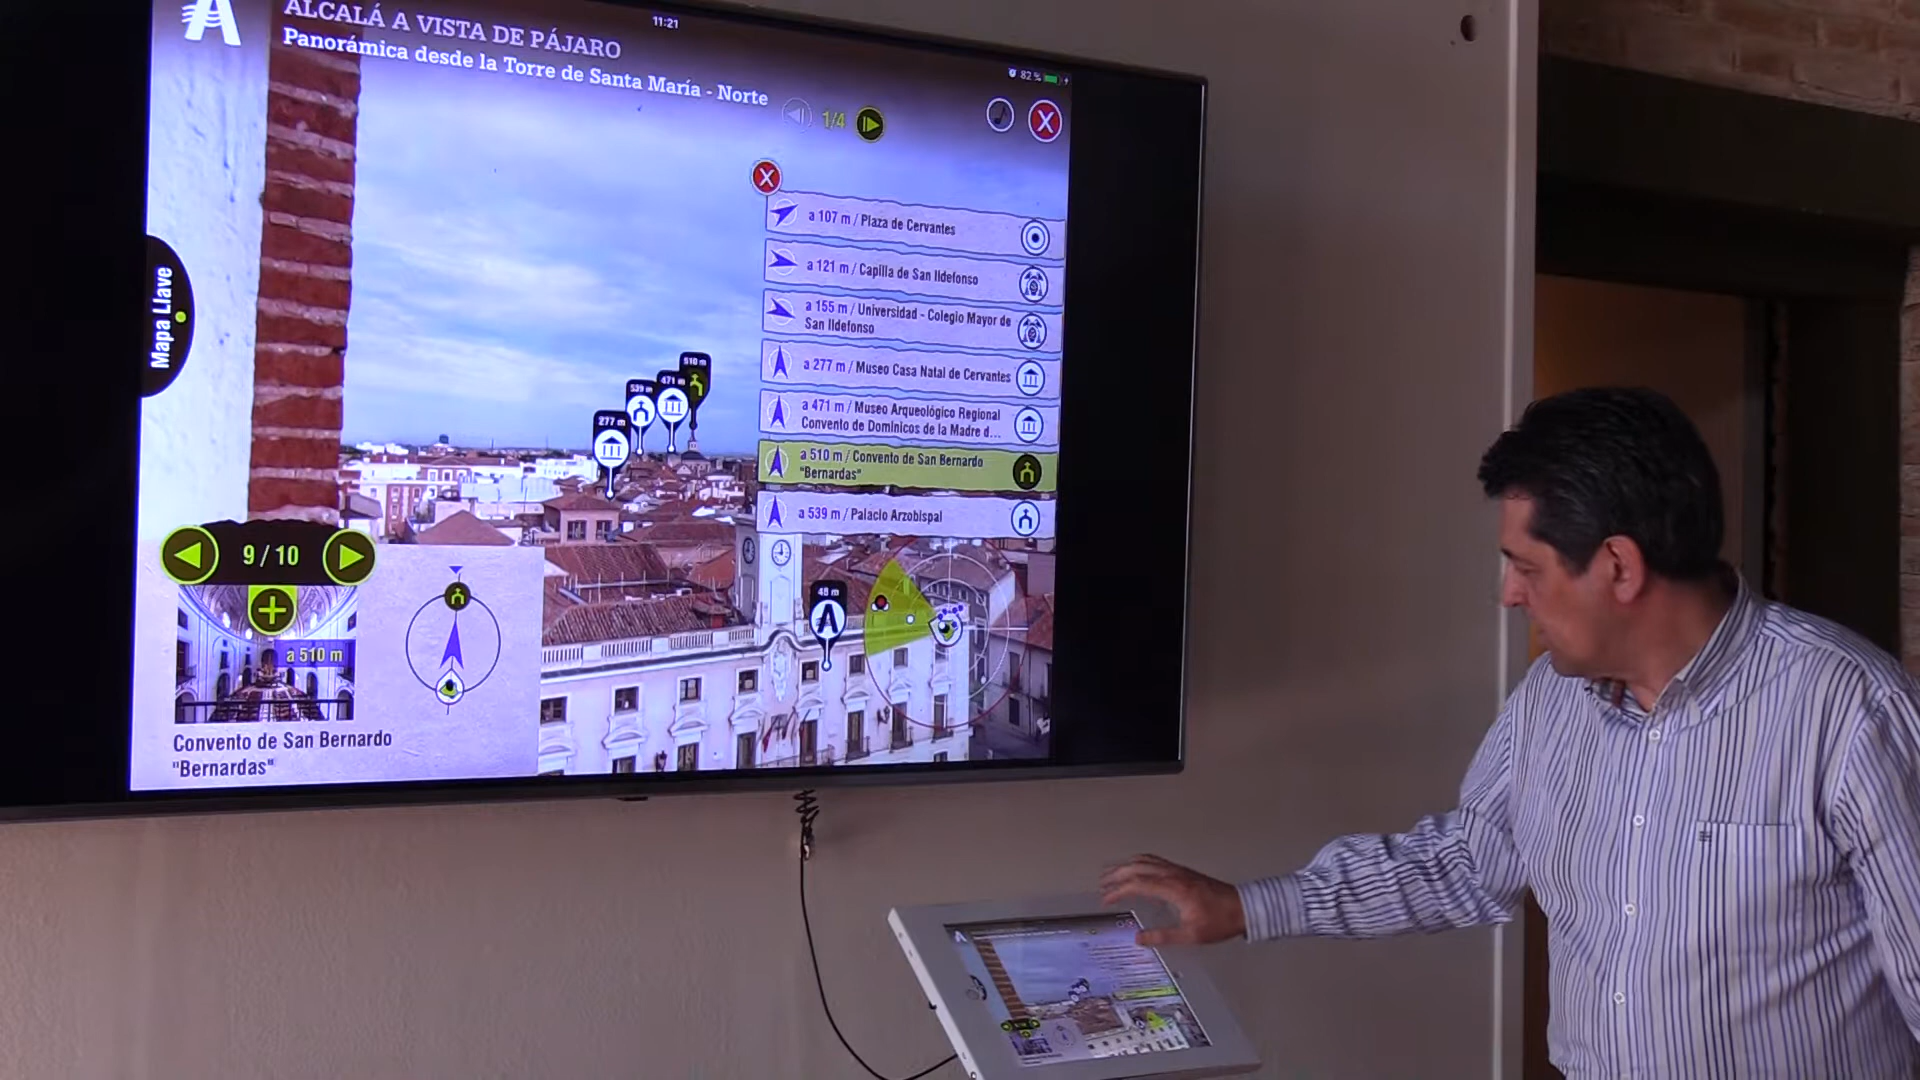 11:21
82 %
ALCALÁ A VISTA DE PÁJARO
Panorámica desde la Torre de Santa María - Norte
1/4
X
X
a 107 m / Plaza de Cervantes
a 121 m / Capilla de San Ildefonso
a 155 m / Universidad - Colegio Mayor de
San Ildefonso
a 277 m / Museo Casa Natal de Cervantes
a 471 m / Museo Arqueológico Regional
Convento de Dominicos de la Madre d...
a 510 m / Convento de San Bernardo
"Bernardas"
a 539 m / Palacio Arzobispal
Mapa Llave
510 m
471 m
539 m
277 m
48 m
9 / 10
a 510 m
Convento de San Bernardo
"Bernardas"